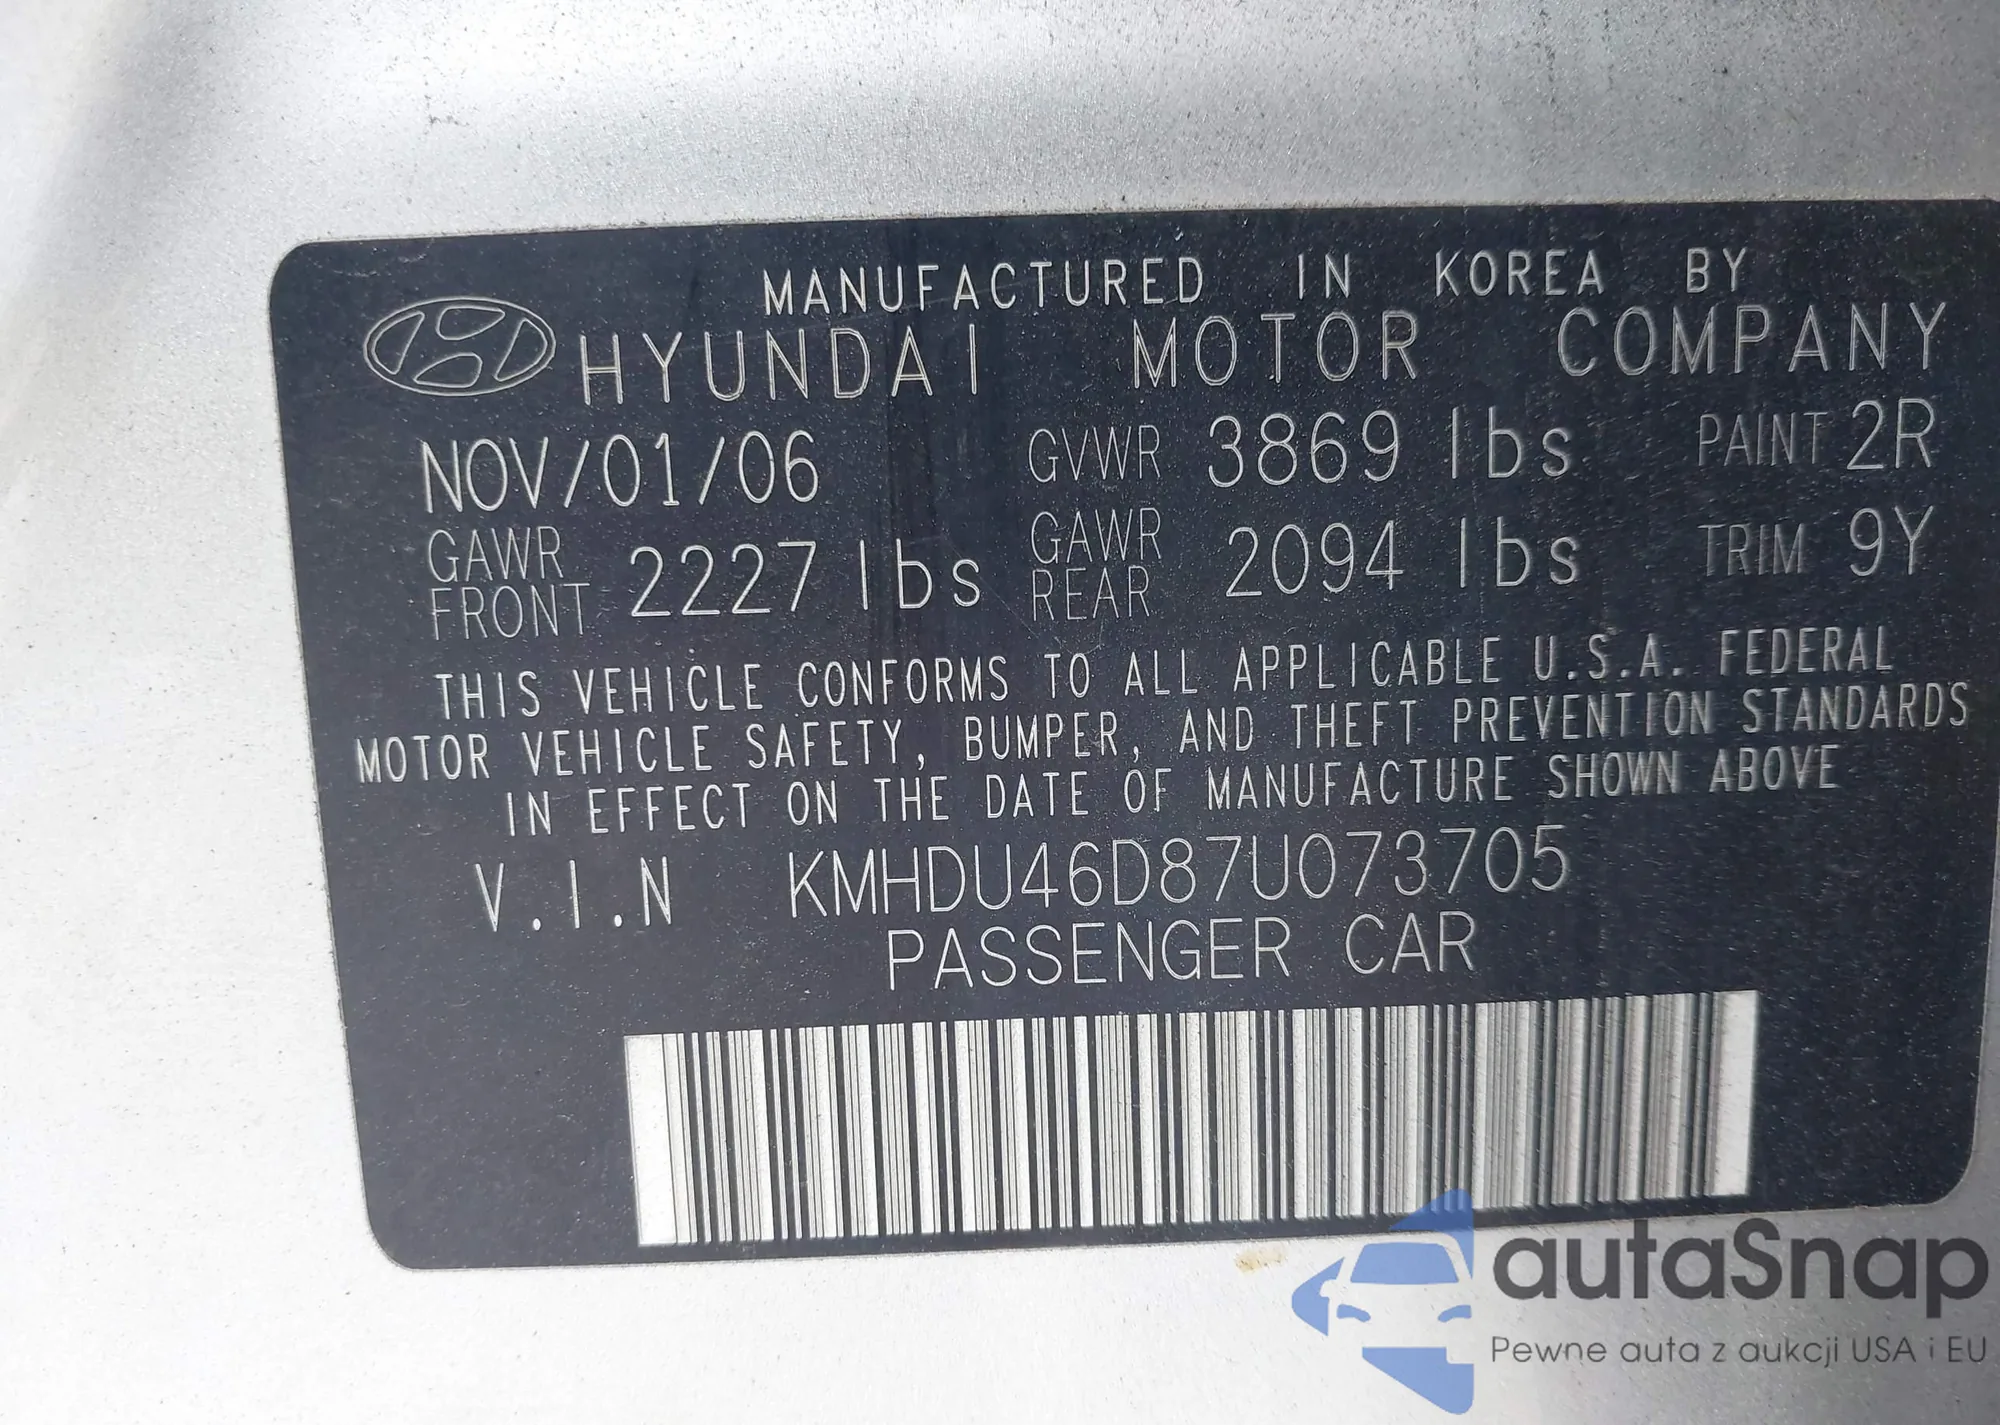 MANUFACTURED IN KOREA BY
HYUNDAI MOTOR COMPANY
NOV/01/06 GVWR 3869 lbs PAINT 2R
GAWR FRONT 2227 lbs GAWR REAR 2094 lbs TRIM 9Y
THIS VEHICLE CONFORMS TO ALL APPLICABLE U.S.A. FEDERAL
MOTOR VEHICLE SAFETY, BUMPER, AND THEFT PREVENTION STANDARDS
IN EFFECT ON THE DATE OF MANUFACTURE SHOWN ABOVE
V.I.N KMHDU46D87U073705
PASSENGER CAR
autaSnap
Pewne auta z aukcji USA i EU